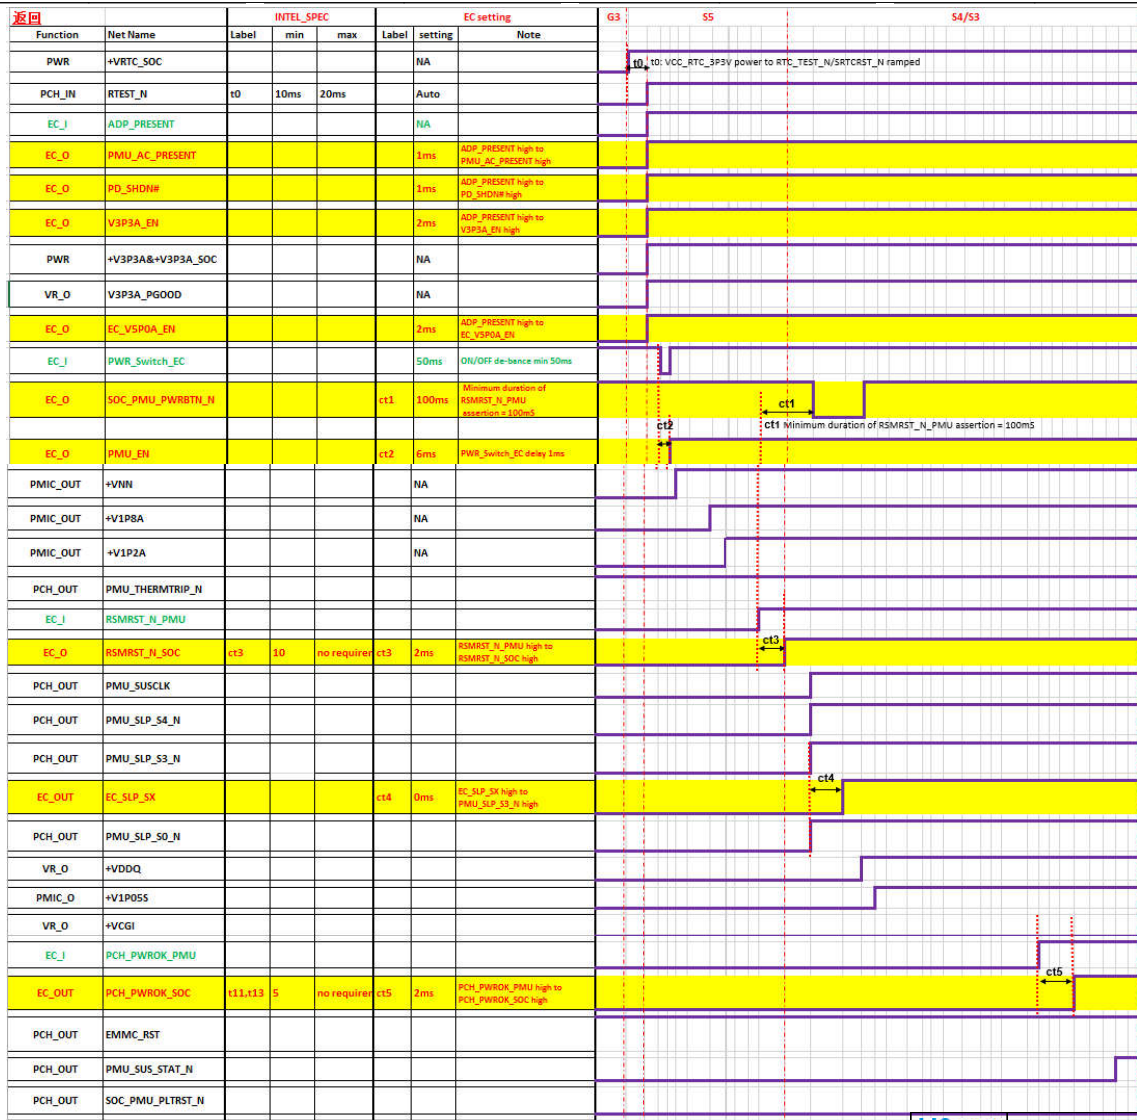 返回 INTEL_SPEC EC setting G3 S5 S4/S3
Function Net Name Label min max Label setting Note
PWR +VRTC_SOC NA t0 t0: VCC_RTC_3P3V power to RTC_TEST_N/SRTCRST_N ramped
PCH_IN RTEST_N t0 10ms 20ms Auto
EC_I ADP_PRESENT NA
EC_O PMU_AC_PRESENT 1ms ADP_PRESENT high to
PMU_AC_PRESENT high
EC_O PD_SHDN# 1ms ADP_PRESENT high to
PD_SHDN# high
EC_O V3P3A_EN 2ms ADP_PRESENT high to
V3P3A_EN high
PWR +V3P3A&+V3P3A_SOC NA
VR_O V3P3A_PGOOD NA
EC_O EC_V5P0A_EN 2ms ADP_PRESENT high to
EC_V5P0A_EN
EC_I PWR_Switch_EC 50ms ON/OFF de-bance min 50ms
EC_O SOC_PMU_PWRBTN_N ct1 100ms Minimum duration of
RSMRST_N_PMU
assertion = 100mS
ct1
ct1 Minimum duration of RSMRST_N_PMU assertion = 100mS
ct2
EC_O PMU_EN ct2 6ms PWR_Switch_EC delay 1ms
PMIC_OUT +VNN NA
PMIC_OUT +V1P8A NA
PMIC_OUT +V1P2A NA
PCH_OUT PMU_THERMTRIP_N
EC_I RSMRST_N_PMU
ct3
EC_O RSMRST_N_SOC ct3 10 no requirer ct3 2ms RSMRST_N_PMU high to
RSMRST_N_SOC high
PCH_OUT PMU_SUSCLK
PCH_OUT PMU_SLP_S4_N
PCH_OUT PMU_SLP_S3_N
ct4
EC_OUT EC_SLP_SX ct4 0ms EC_SLP_SX high to
PMU_SLP_S3_N high
PCH_OUT PMU_SLP_S0_N
VR_O +VDDQ
PMIC_O +V1P05S
VR_O +VCGI
EC_I PCH_PWROK_PMU
ct5
EC_OUT PCH_PWROK_SOC t11,t13 5 no requirer ct5 2ms PCH_PWROK_PMU high to
PCH_PWROK_SOC high
PCH_OUT EMMC_RST
PCH_OUT PMU_SUS_STAT_N
PCH_OUT SOC_PMU_PLTRST_N